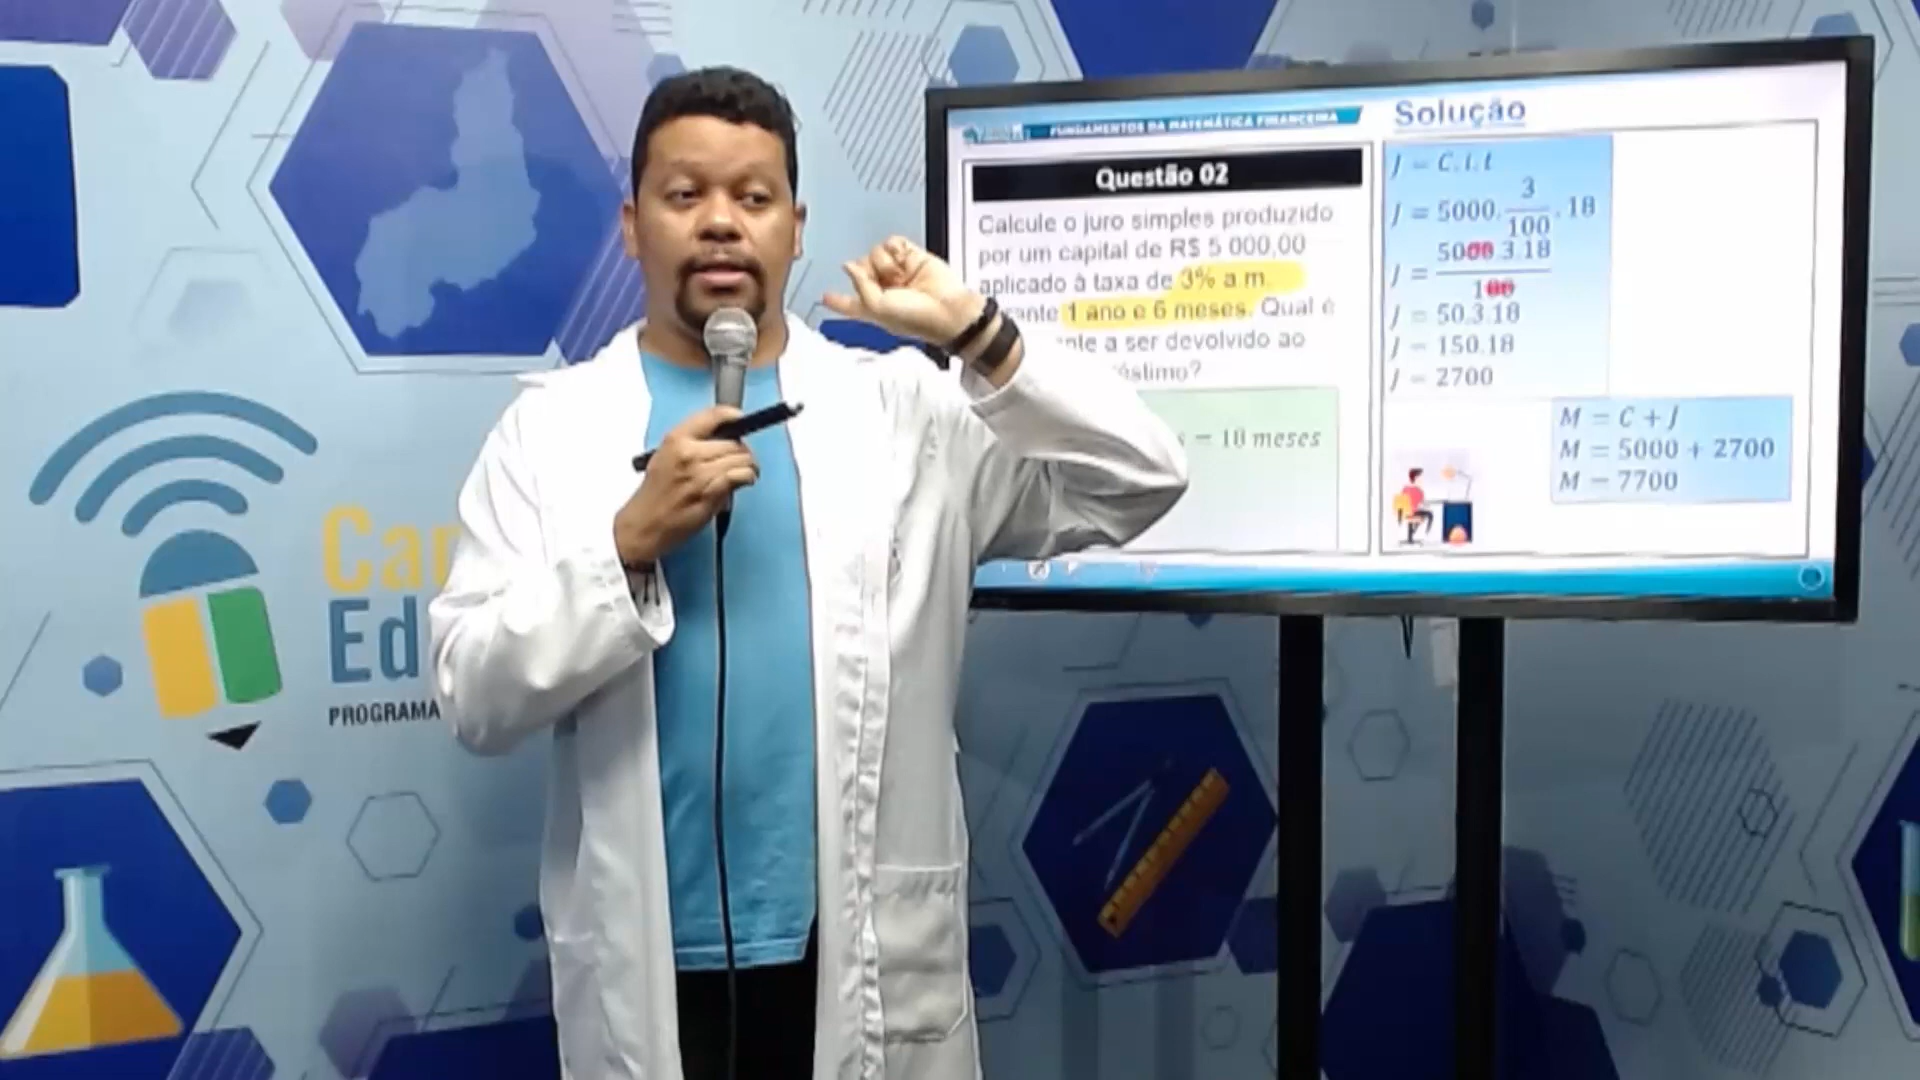 Can
Ed
PROGRAMA
FUNDAMENTOS DA MATEMÁTICA FINANCEIRA
Questão 02
Calcule o juro simples produzido
por um capital de R$ 5 000,00
aplicado à taxa de 3% a m.
1 ano e 6 meses. Qual é
a ser devolvido ao
= 18 meses
Solução
J = C.i.t
J = 5000. 3/100 .18
J = 5000.3.18/100
J = 50.3.18
J = 150.18
J = 2700
M = C + J
M = 5000 + 2700
M = 7700